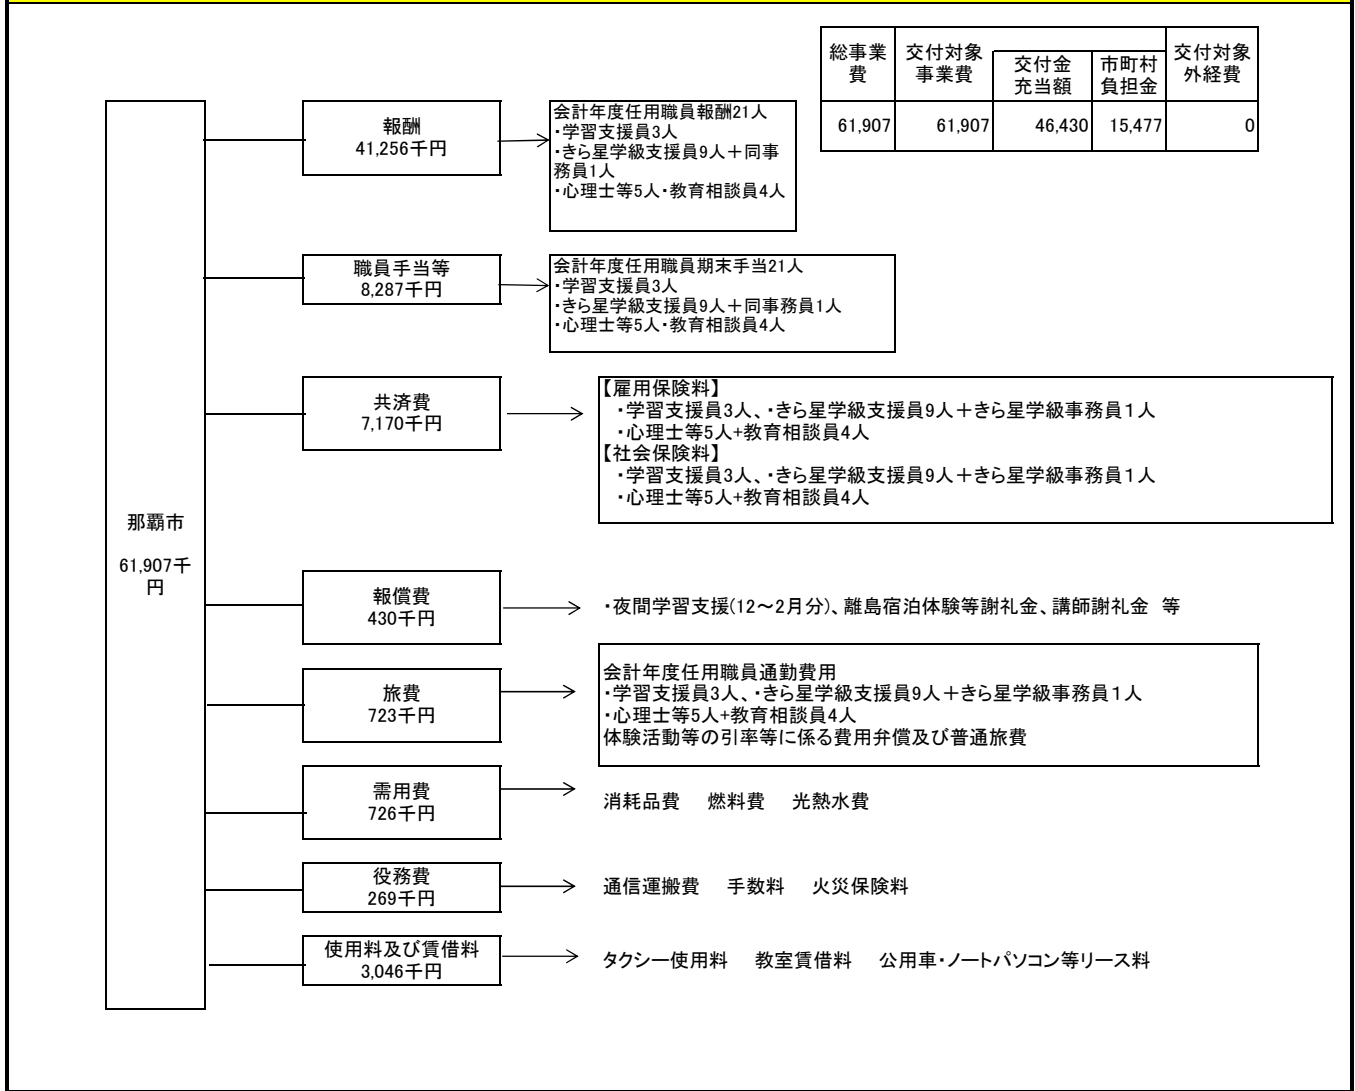 総事業
費
交付対象
事業費
交付金
充当額
市町村
負担金
交付対象
外経費
61,907
61,907
46,430
15,477
0
那覇市
61,907千
円
報酬
41,256千円
会計年度任用職員報酬21人
・学習支援員3人
・きら星学級支援員9人＋同事
務員1人
・心理士等5人・教育相談員4人
職員手当等
8,287千円
会計年度任用職員期末手当21人
・学習支援員3人
・きら星学級支援員9人＋同事務員1人
・心理士等5人・教育相談員4人
共済費
7,170千円
【雇用保険料】
・学習支援員3人、・きら星学級支援員9人＋きら星学級事務員１人
・心理士等5人+教育相談員4人
【社会保険料】
・学習支援員3人、・きら星学級支援員9人＋きら星学級事務員１人
・心理士等5人+教育相談員4人
報償費
430千円
・夜間学習支援(12～2月分)、離島宿泊体験等謝礼金、講師謝礼金　等
旅費
723千円
会計年度任用職員通勤費用
・学習支援員3人、・きら星学級支援員9人＋きら星学級事務員１人
・心理士等5人+教育相談員4人
体験活動等の引率等に係る費用弁償及び普通旅費
需用費
726千円
消耗品費　燃料費　光熱水費
役務費
269千円
通信運搬費　手数料　火災保険料
使用料及び賃借料
3,046千円
タクシー使用料　教室賃借料　公用車・ノートパソコン等リース料